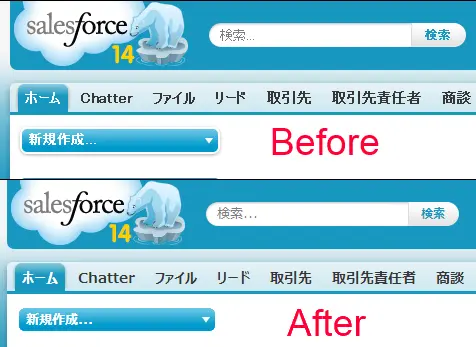 salesforce
14
検索...
検索
ホーム Chatter ファイル リード 取引先 取引先責任者 商談
新規作成...
Before
salesforce
14
検索...
検索
ホーム Chatter ファイル リード 取引先 取引先責任者 商談
新規作成...
After